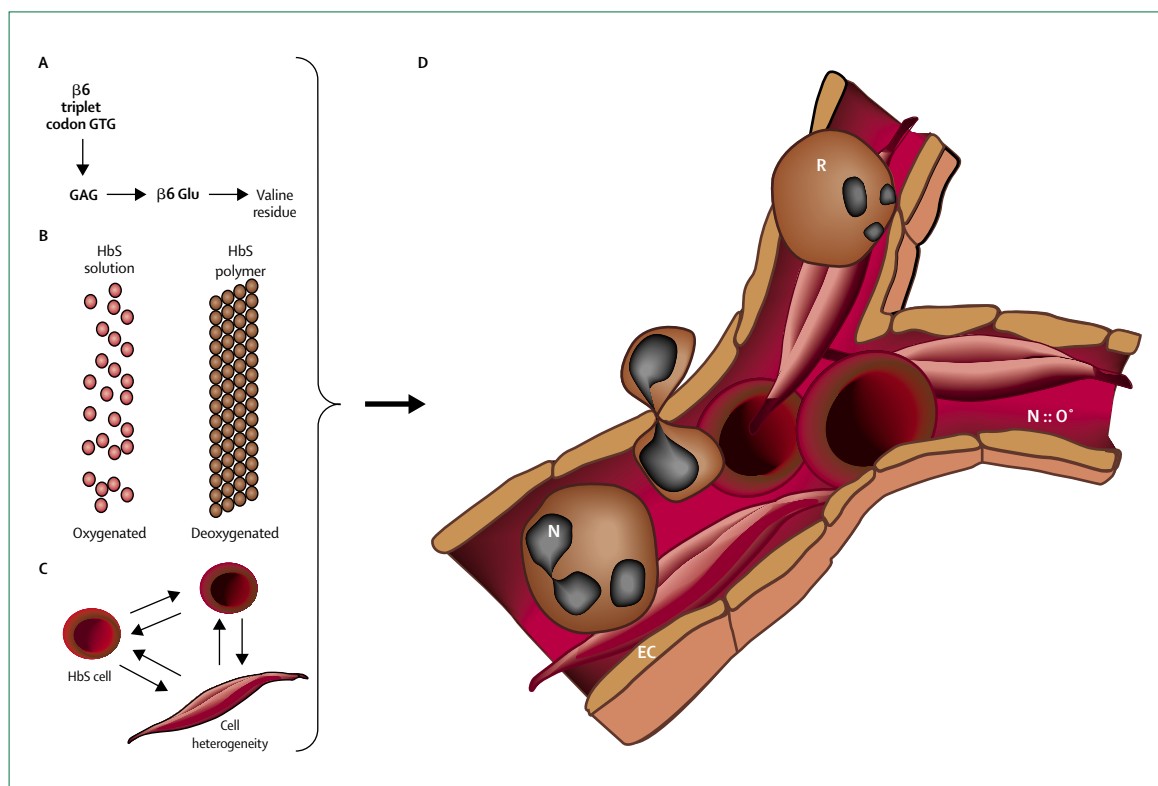 A
β6
triplet
codon GTG
GAG
β6 Glu
Valine
residue
B
HbS
solution
HbS
polymer
Oxygenated
Deoxygenated
C
HbS cell
Cell
heterogeneity
D
R
N :: O°
N
EC